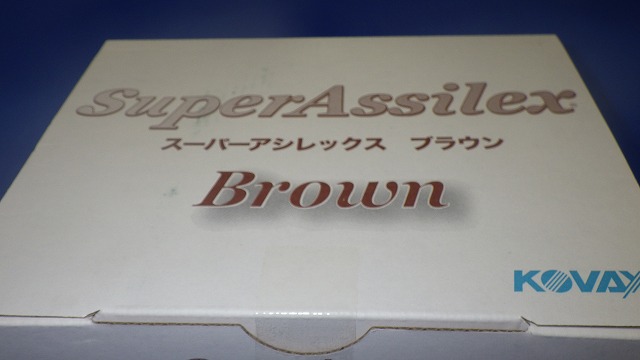 SuperAssilex
スーパーアシレックス ブラウン
Brown
KOVAX